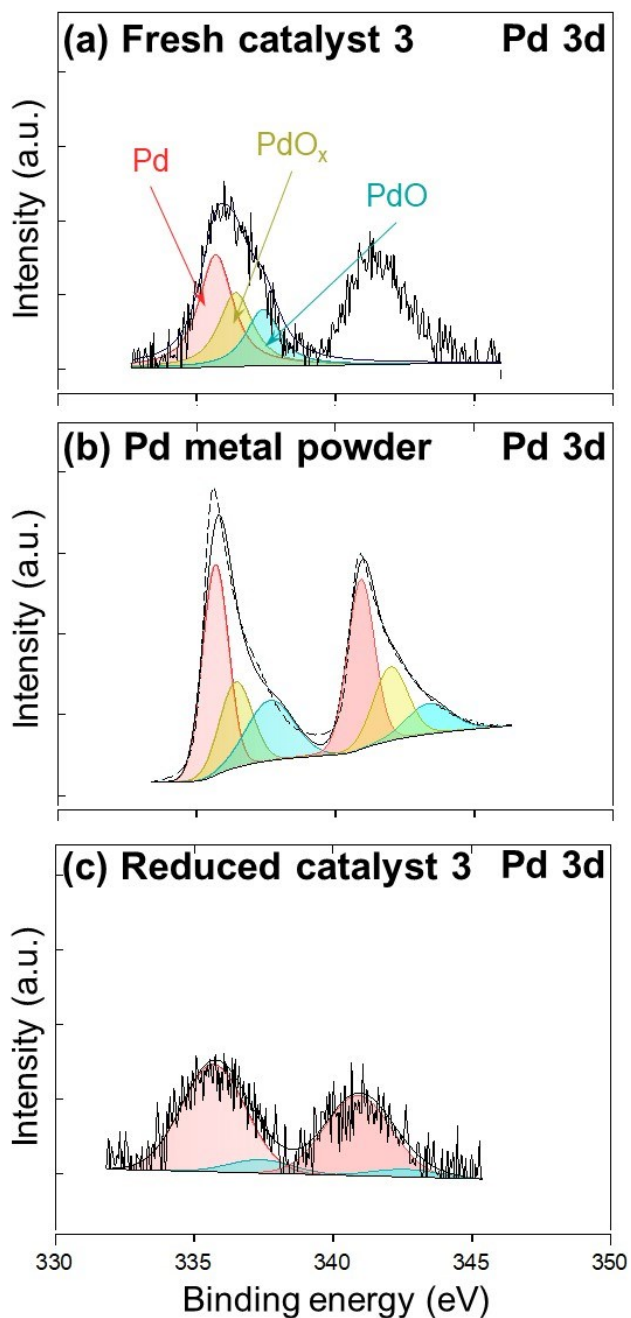 (a) Fresh catalyst 3 Pd 3d
Pd
PdOₓ
PdO
Intensity (a.u.)
(b) Pd metal powder Pd 3d
Intensity (a.u.)
(c) Reduced catalyst 3 Pd 3d
Intensity (a.u.)
330 335 340 345 350
Binding energy (eV)